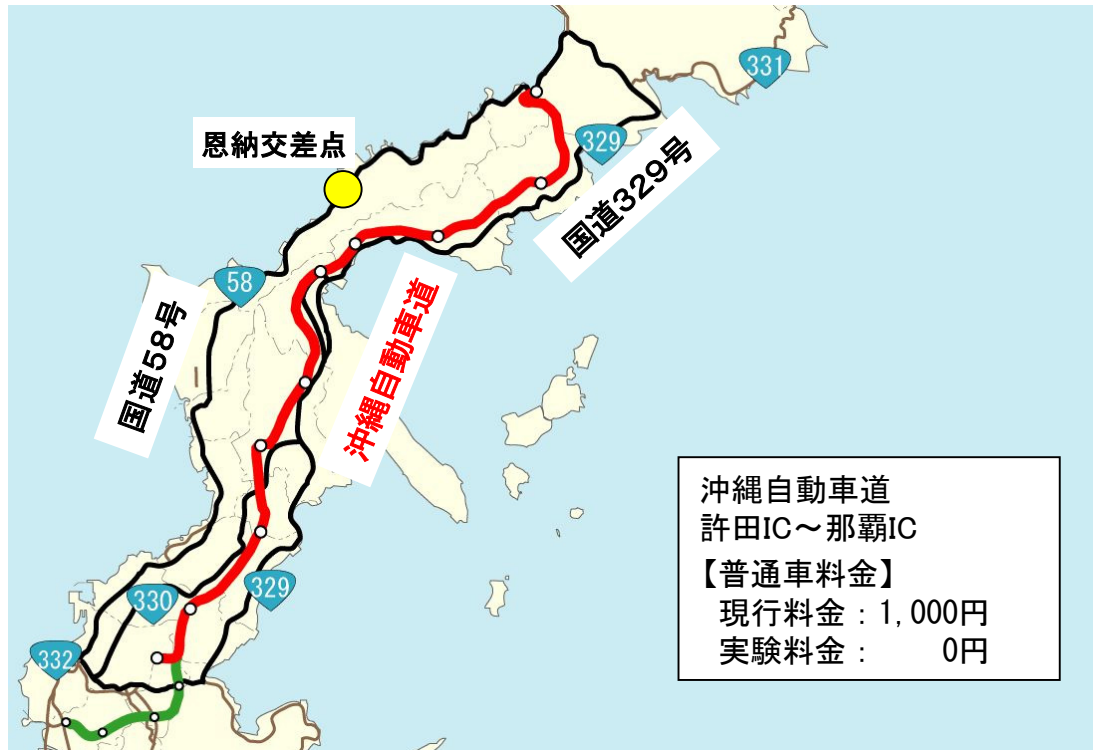 331
329
国道329号
恩納交差点
58
国道58号
沖縄自動車道
330
329
332
沖縄自動車道
許田IC～那覇IC
【普通車料金】
現行料金：1,000円
実験料金：　　0円